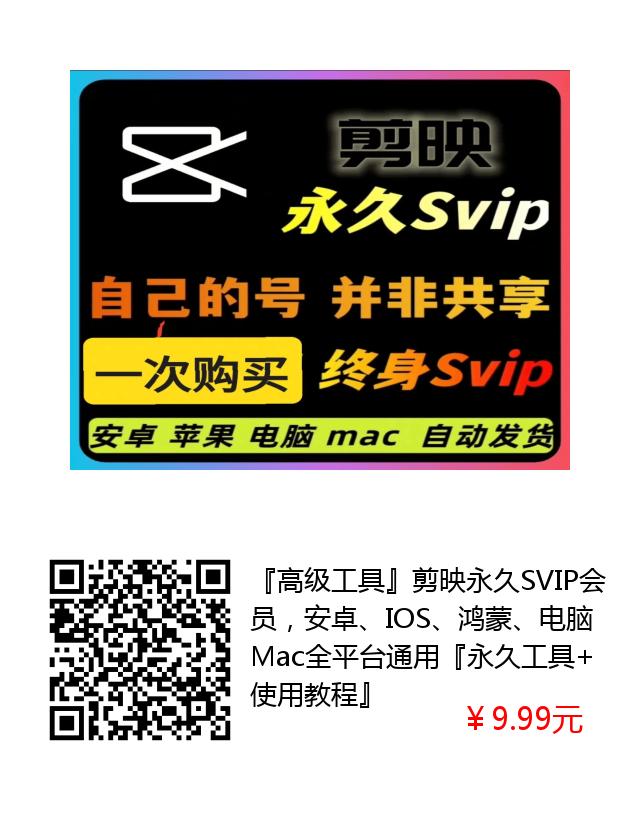 剪映
永久Svip
自己的号 并非共享
一次购买 终身Svip
安卓 苹果 电脑 mac 自动发货
『高级工具』剪映永久SVIP会
员，安卓、IOS、鸿蒙、电脑
Mac全平台通用『永久工具+
使用教程』
¥9.99元